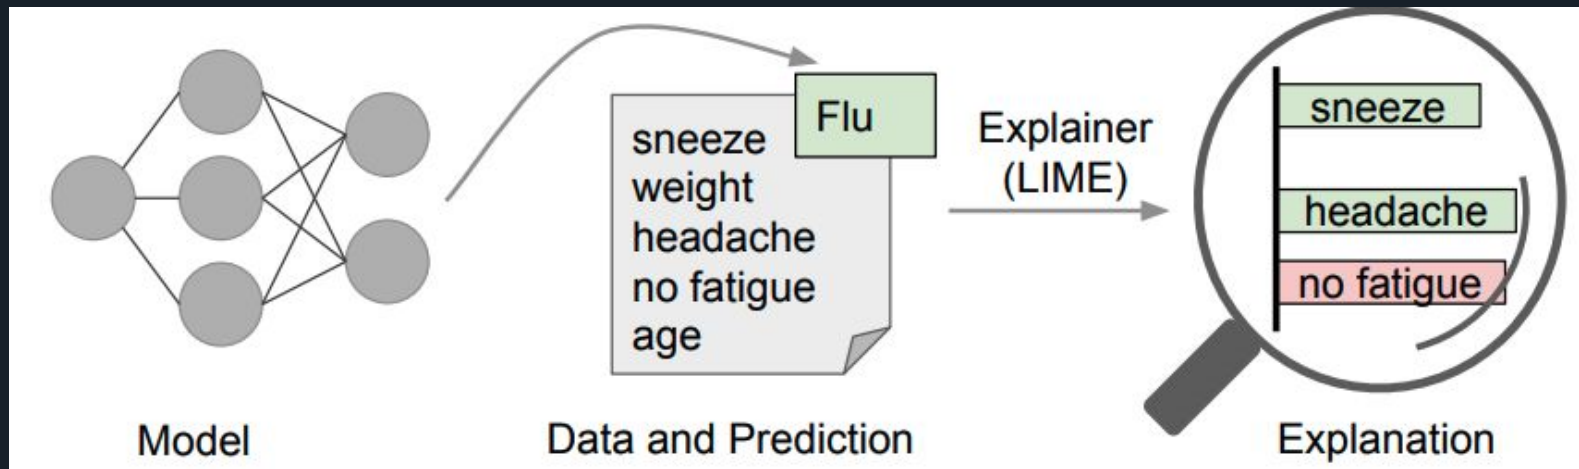 Flu
sneeze
weight
headache
no fatigue
age
Explainer
(LIME)
sneeze
headache
no fatigue
Model
Data and Prediction
Explanation